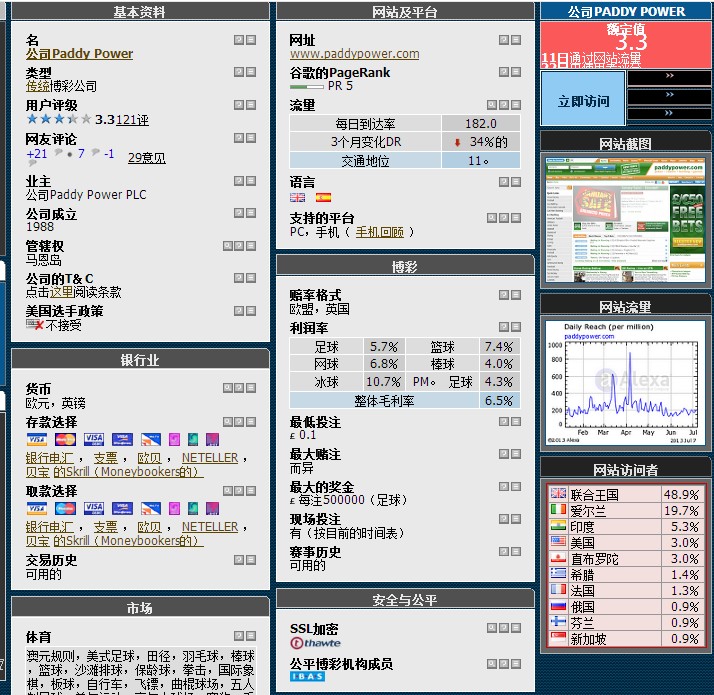 基本资料
名
公司Paddy Power
类型
传统博彩公司
用户评级
3.3 121评
网友评论
+21 • 7 -1 29意见
业主
公司Paddy Power PLC
公司成立
1988
管辖权
马恩岛
公司的T& C
点击这里阅读条款
美国选手政策
不接受
银行业
货币
欧元，英镑
存款选择
银行电汇 ， 支票 ， 欧贝 ， NETELLER ，
贝宝 的Skrill（Moneybookers的）
取款选择
银行电汇 ， 支票 ， 欧贝 ， NETELLER ，
贝宝 的Skrill（Moneybookers的）
交易历史
可用的
市场
体育
澳元规则，美式足球，田径，羽毛球，棒球
，篮球，沙滩排球，保龄球，拳击，国际象
棋，板球，自行车，飞镖，曲棍球场，五人
网站及平台
网址
www.paddypower.com
谷歌的PageRank
PR 5
流量
每日到达率 182.0
3个月变化DR 34%的
交通地位 11。
语言
支持的平台
PC，手机（ 手机回顾 ）
博彩
赔率格式
欧盟，英国
利润率
足球 5.7% 篮球 7.4%
网球 6.8% 棒球 4.0%
冰球 10.7% PM。 足球 4.3%
整体毛利率 6.5%
最低投注
£ 0.1
最大赌注
而异
最大的奖金
£ 每注500000（足球）
现场投注
有（按目前的时间表）
赛事历史
可用的
安全与公平
SSL加密
thawte
公平博彩机构成员
IBAS
公司PADDY POWER
额定值
3.3
11日通过网站流量
立即访问
网站截图
paddypower.com
网站流量
Daily Reach (per million)
paddypower.com
1000
800
600
400
200
0
Alexa
Feb Mar Apr May Jun Jul
©2013 Alexa 2013 Jul 7
网站访问者
联合王国 48.9%
爱尔兰 19.7%
印度 5.3%
美国 3.0%
直布罗陀 3.0%
希腊 1.4%
法国 1.3%
俄国 0.9%
芬兰 0.9%
新加坡 0.9%